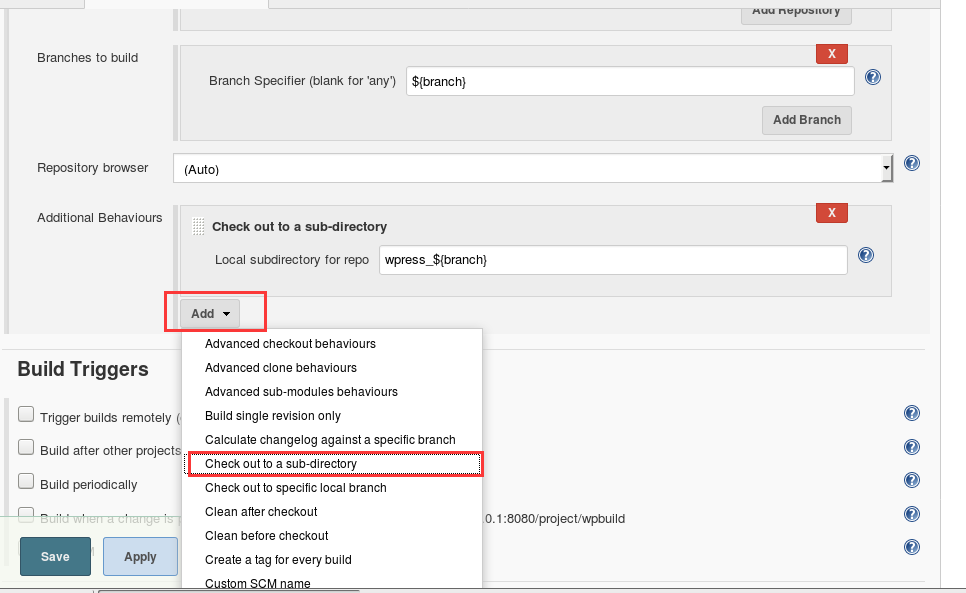 Add Repository
Branches to build
X
Branch Specifier (blank for 'any')
${branch}
Add Branch
Repository browser
(Auto)
Additional Behaviours
X
Check out to a sub-directory
Local subdirectory for repo
wpress_${branch}
Add
Advanced checkout behaviours
Advanced clone behaviours
Advanced sub-modules behaviours
Build single revision only
Calculate changelog against a specific branch
Check out to a sub-directory
Check out to specific local branch
Clean after checkout
Clean before checkout
Create a tag for every build
Custom SCM name
Build Triggers
Trigger builds remotely (
Build after other projects
Build periodically
Build when a change is
0.1:8080/project/wpbuild
Save
Apply